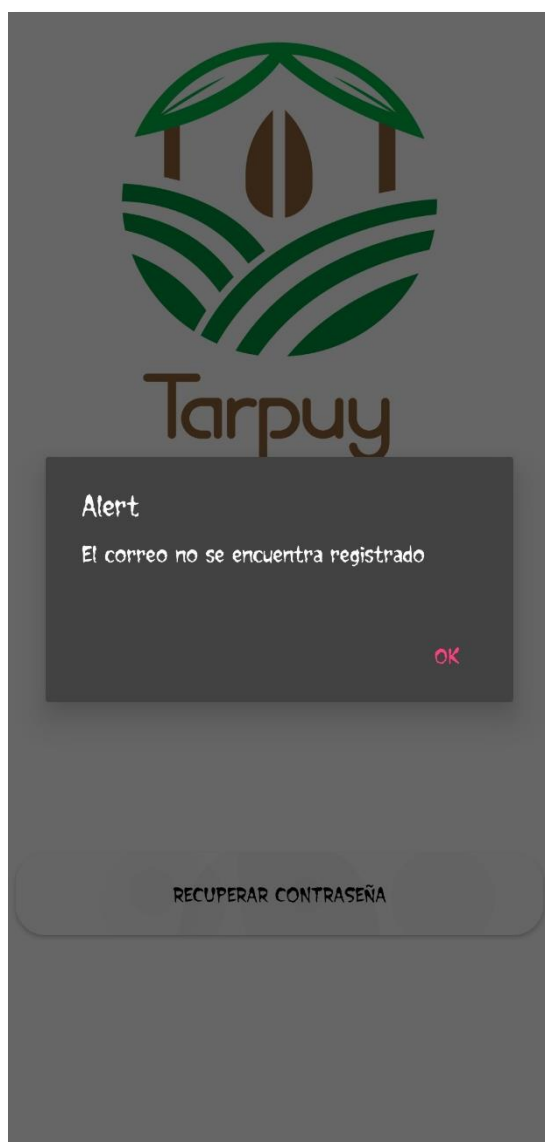 Tarpuy
Alert
El correo no se encuentra registrado
OK
RECUPERAR CONTRASEÑA